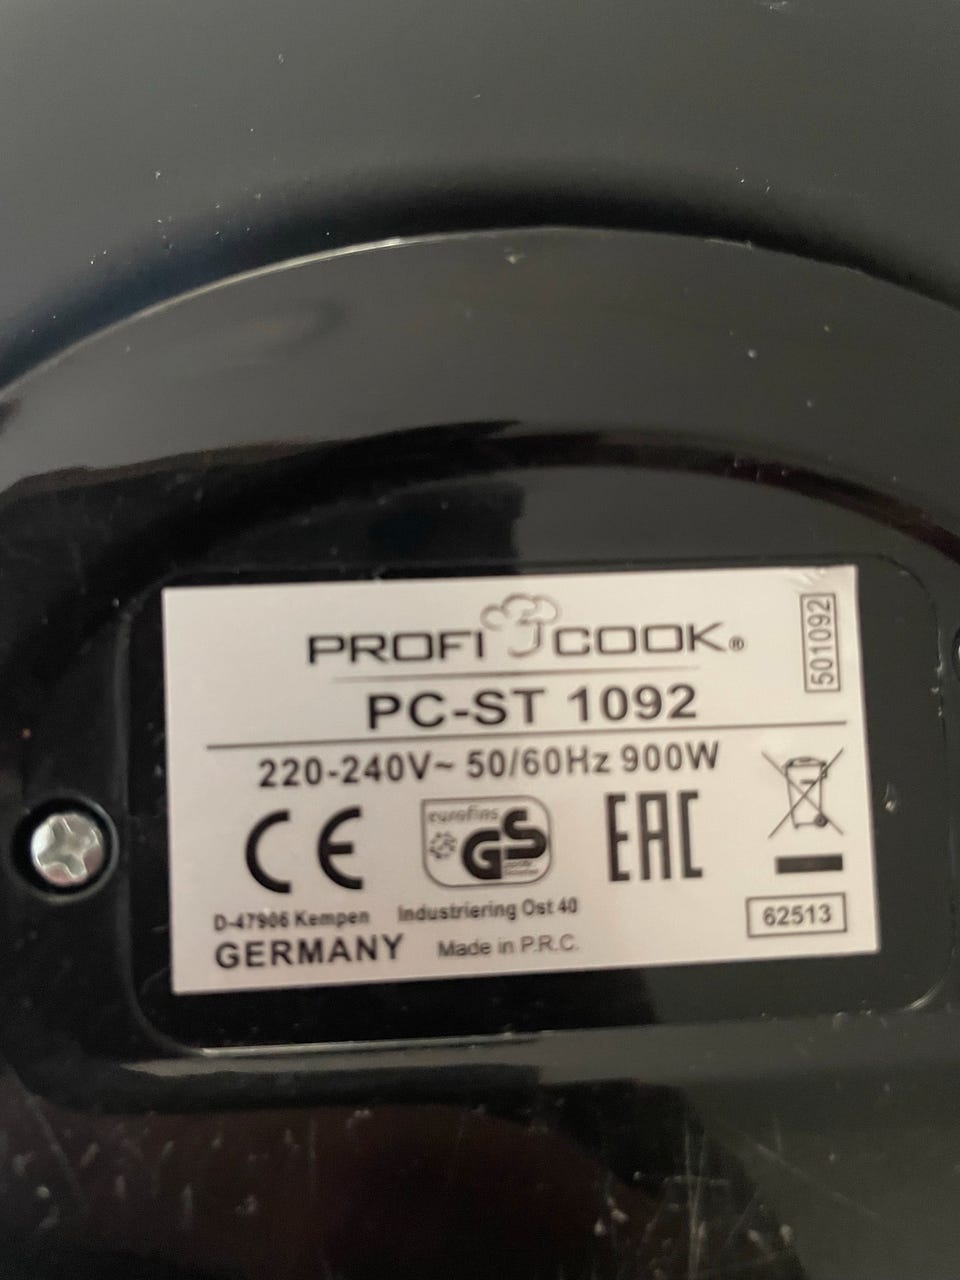 PROFI COOK®
501092
PC-ST 1092
220-240V~ 50/60Hz 900W
CE
eurofins
GS
EAC
D-47906 Kempen Industriering Ost 40
GERMANY Made in P.R.C.
62513